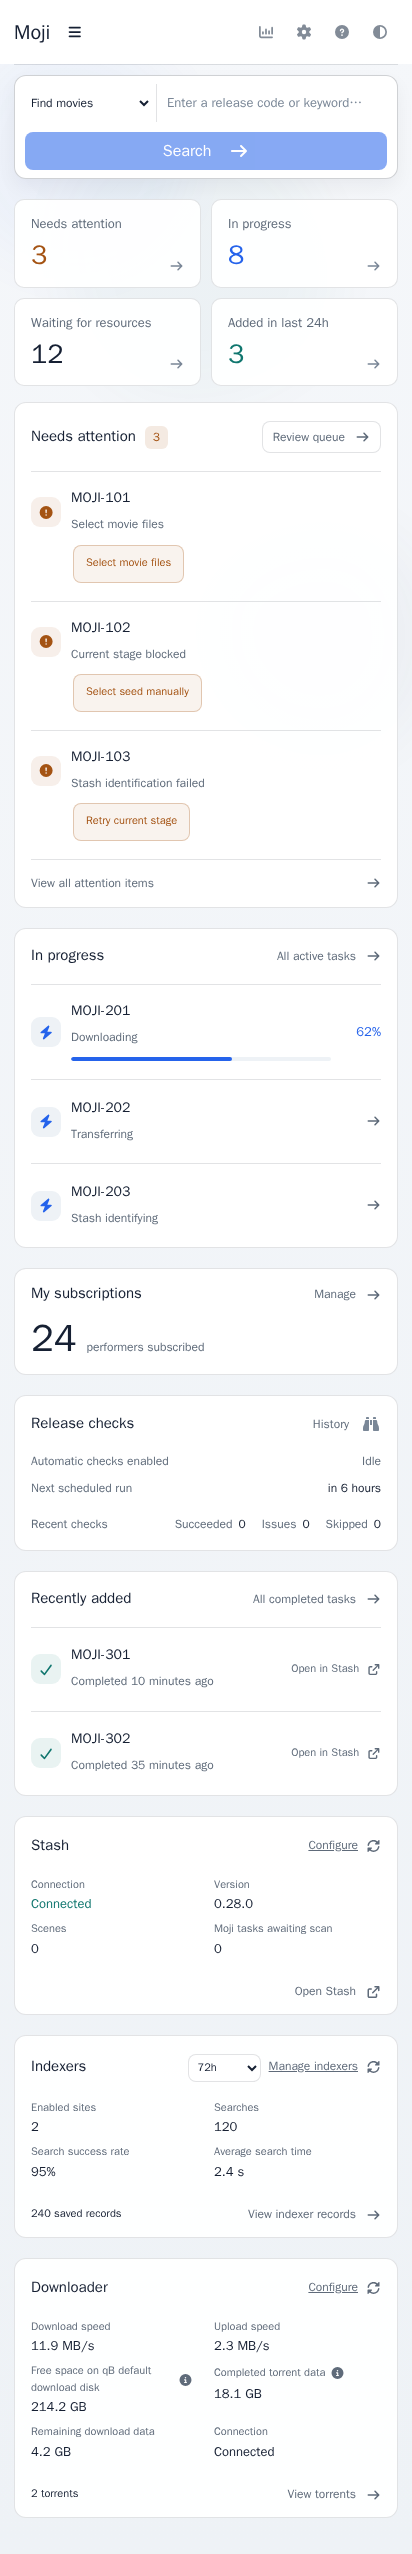 Moji
Find movies
Enter a release code or keyword···
Search
Needs attention
3
In progress
8
Waiting for resources
12
Added in last 24h
3
Needs attention 3
Review queue
MOJI-101
Select movie files
Select movie files
MOJI-102
Current stage blocked
Select seed manually
MOJI-103
Stash identification failed
Retry current stage
View all attention items
In progress
All active tasks
MOJI-201
Downloading
62%
MOJI-202
Transferring
MOJI-203
Stash identifying
My subscriptions
Manage
24 performers subscribed
Release checks
History
Automatic checks enabled
Idle
Next scheduled run
in 6 hours
Recent checks
Succeeded 0 Issues 0 Skipped 0
Recently added
All completed tasks
MOJI-301
Completed 10 minutes ago
Open in Stash
MOJI-302
Completed 35 minutes ago
Open in Stash
Stash
Configure
Connection
Connected
Version
0.28.0
Scenes
0
Moji tasks awaiting scan
0
Open Stash
Indexers
72h
Manage indexers
Enabled sites
2
Searches
120
Search success rate
95%
Average search time
2.4 s
240 saved records
View indexer records
Downloader
Configure
Download speed
11.9 MB/s
Upload speed
2.3 MB/s
Free space on qB default
download disk
214.2 GB
Completed torrent data
18.1 GB
Remaining download data
4.2 GB
Connection
Connected
2 torrents
View torrents